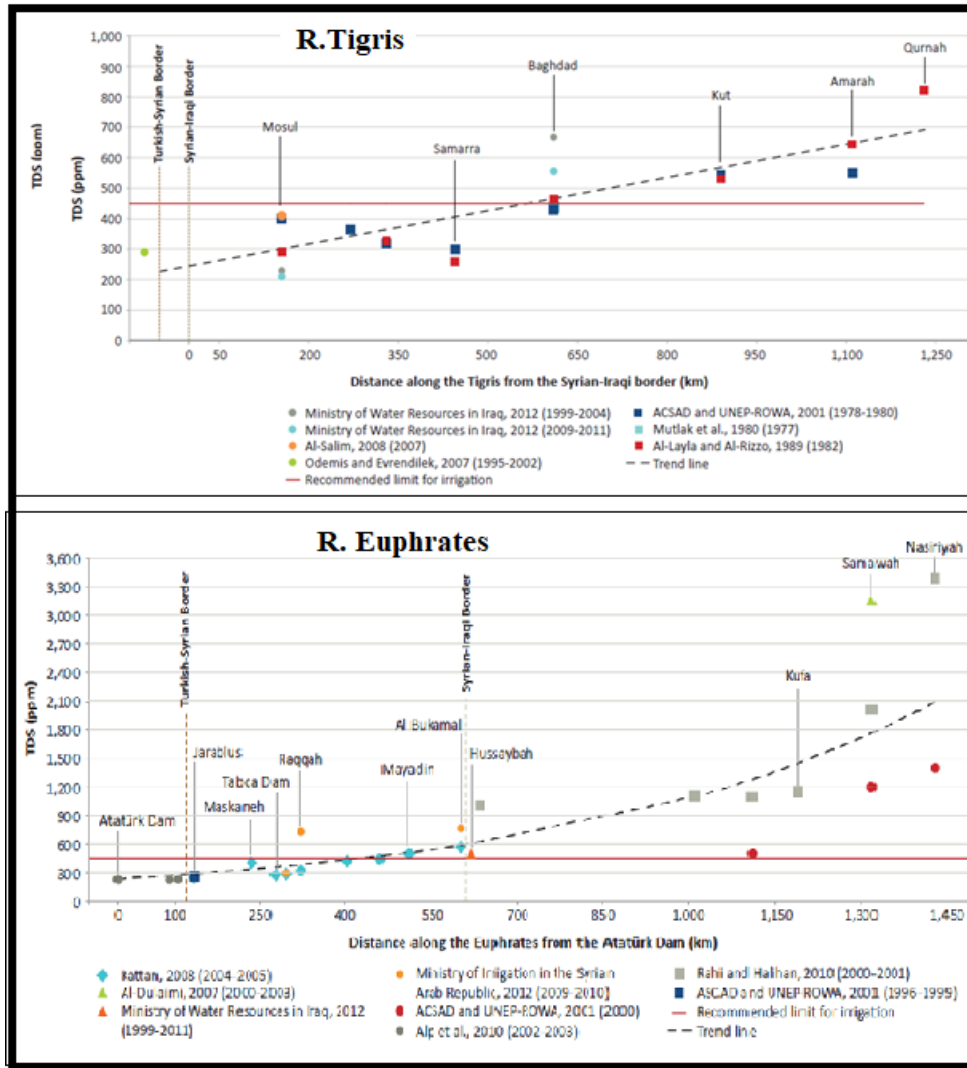 R.Tigris
1,000
900
800
700
600
500
400
300
200
100
0
TDS (ppm)
Turkish-Syrian Border
Syrian-Iraqi Border
Mosul
Samarra
Baghdad
Kut
Amarah
Qurnah
0 50 200 350 500 650 750 950 1,100 1,250
Distance along the Tigris from the Syrian-Iraqi border (km)
Ministry of Water Resources in Iraq, 2012 (1999-2004)
Ministry of Water Resources in Iraq, 2012 (2009-2011)
Al-Salim, 2008 (2007)
Odemis and Evrendilek, 2007 (1995-2002)
Recommended limit for irrigation
ACSAD and UNEP-ROWA, 2001 (1978-1980)
Mutlak et al., 1980 (1977)
Al-Layla and Al-Rizzo, 1989 (1982)
Trend line
R. Euphrates
3,600
3,300
3,000
2,700
2,400
2,100
1,800
1,500
1,200
900
600
300
0
TDS (ppm)
Turkish-Syrian Border
Syrian-Iraqi Border
Atatürk Dam
Jarablus
Maskaneh
Tabqa Dam
Raqqah
Mayadin
Al Bukamal
Hussaybah
Kufa
Samawah
Nasiriyah
0 100 250 400 550 700 850 1,000 1,150 1,300 1,450
Distance along the Euphrates from the Atatürk Dam (km)
Kattan, 2008 (2004-2005)
Al-Dulaimi, 2007 (2000-2003)
Ministry of Water Resources in Iraq, 2012
(1999-2011)
Ministry of Irrigation in the Syrian
Arab Republic, 2012 (2009-2010)
ACSAD and UNEP-ROWA, 2001 (2000)
Alp et al., 2010 (2002-2003)
Rahi and Halihan, 2010 (2000-2001)
ASCAD and UNEP-ROWA, 2001 (1996-1999)
Recommended limit for irrigation
Trend line